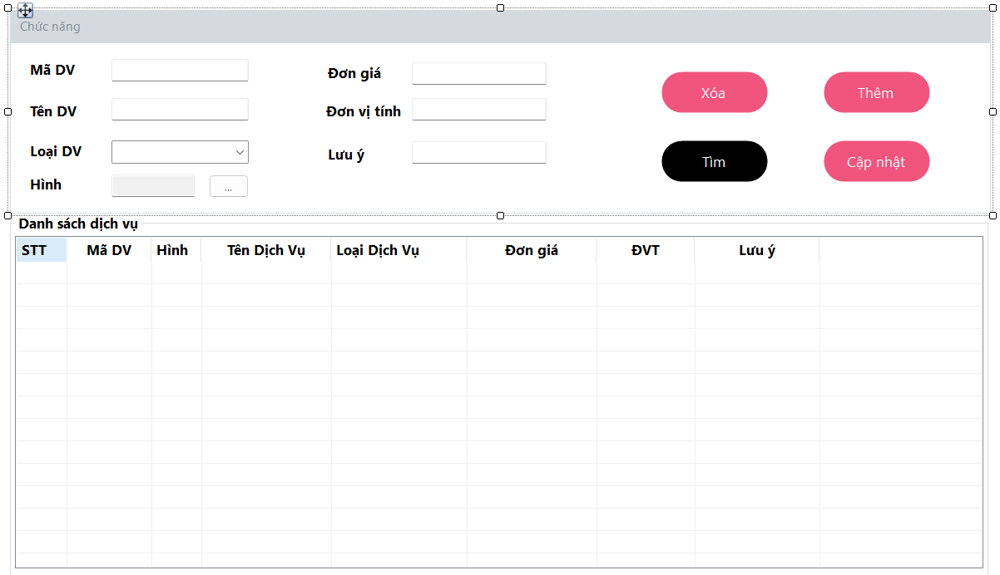 Chức năng
Mã DV
Đơn giá
Xóa
Thêm
Tên DV
Đơn vị tính
Loại DV
Lưu ý
Tìm
Cập nhật
Hình
...
Danh sách dịch vụ
STT Mã DV Hình Tên Dịch Vụ Loại Dịch Vụ Đơn giá ĐVT Lưu ý